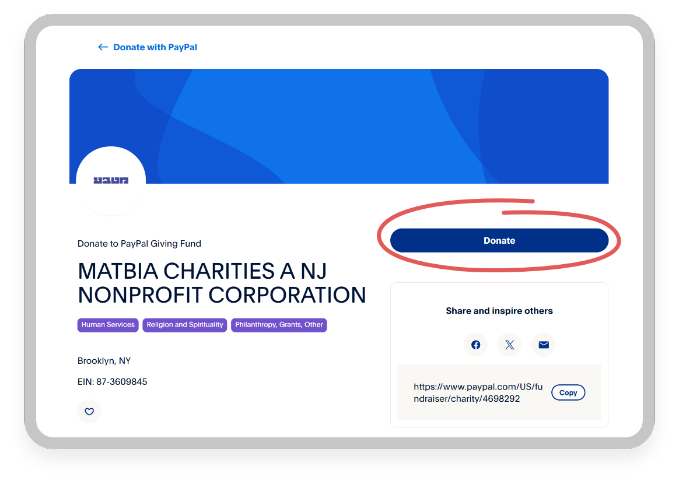 ← Donate with PayPal
Donate to PayPal Giving Fund
MATBIA CHARITIES A NJ
NONPROFIT CORPORATION
Human Services
Religion and Spirituality
Philanthropy, Grants, Other
Brooklyn, NY
EIN: 87-3609845
Donate
Share and inspire others
https://www.paypal.com/US/fu
ndraiser/charity/4698292
Copy